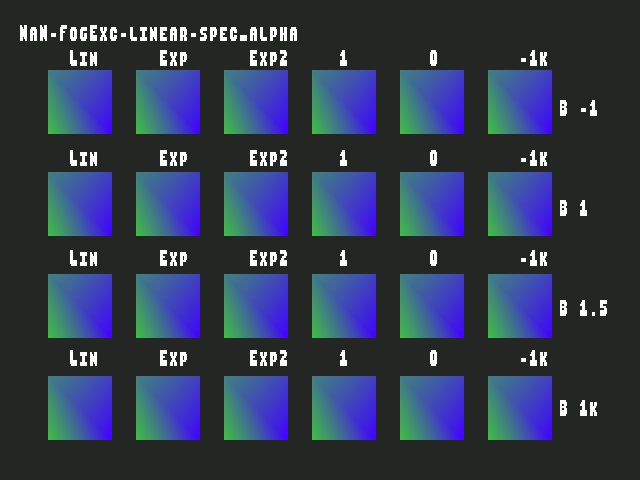 NaN-FogExc-linear-spec_alpha
Lin Exp Exp2 1 0 -1k
B -1
Lin Exp Exp2 1 0 -1k
B 1
Lin Exp Exp2 1 0 -1k
B 1.5
Lin Exp Exp2 1 0 -1k
B 1k